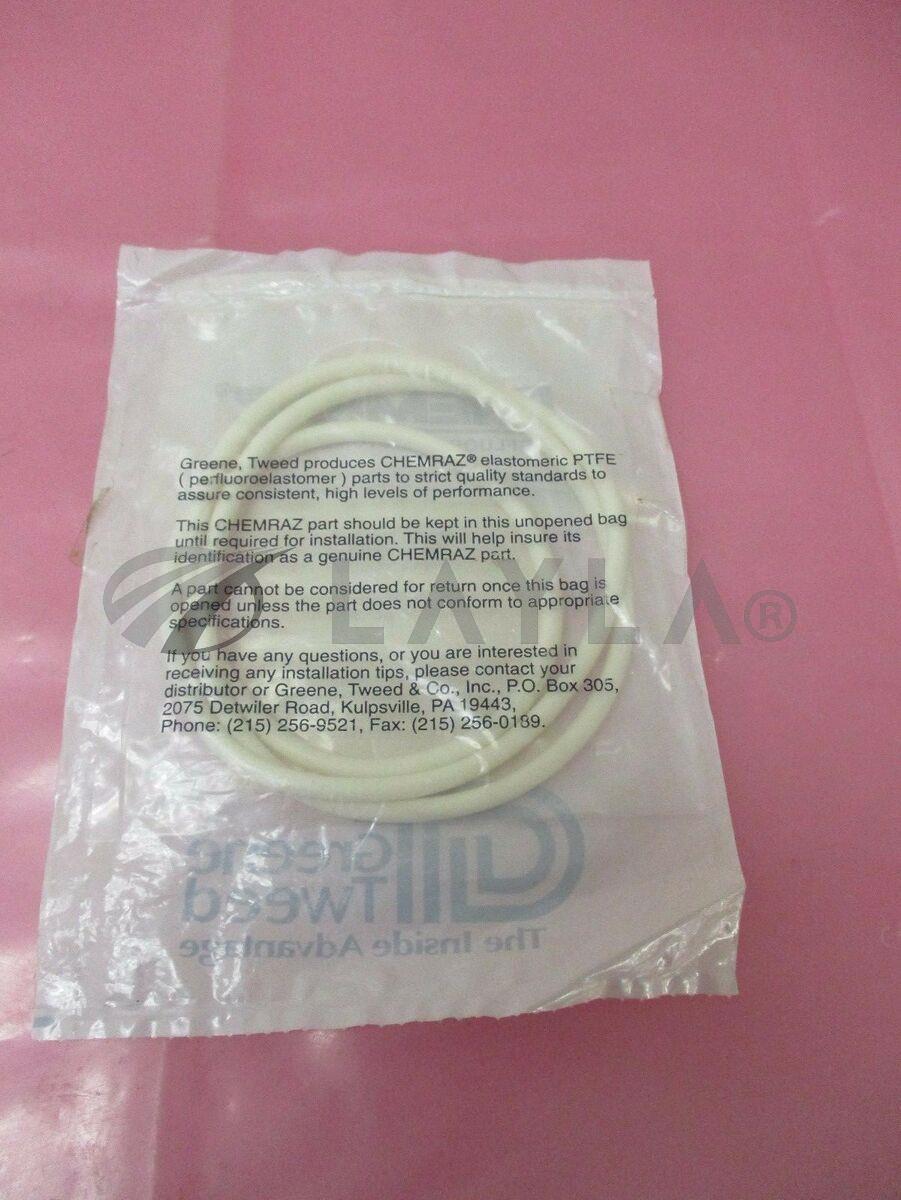 Greene, Tweed produces CHEMRAZ® elastomeric PTFE
( perfluoroelastomer ) parts to strict quality standards to
assure consistent, high levels of performance.
This CHEMRAZ part should be kept in this unopened bag
until required for installation. This will help insure its
identification as a genuine CHEMRAZ part.
A part cannot be considered for return once this bag is
opened unless the part does not conform to appropriate
specifications.
LAYLA®
If you have any questions, or you are interested in
receiving any installation tips, please contact your
distributor or Greene, Tweed & Co., Inc., P.O. Box 305,
2075 Detwiler Road, Kulpsville, PA 19443,
Phone: (215) 256-9521, Fax: (215) 256-0189.
Greene
Tweed
The Inside Advantage